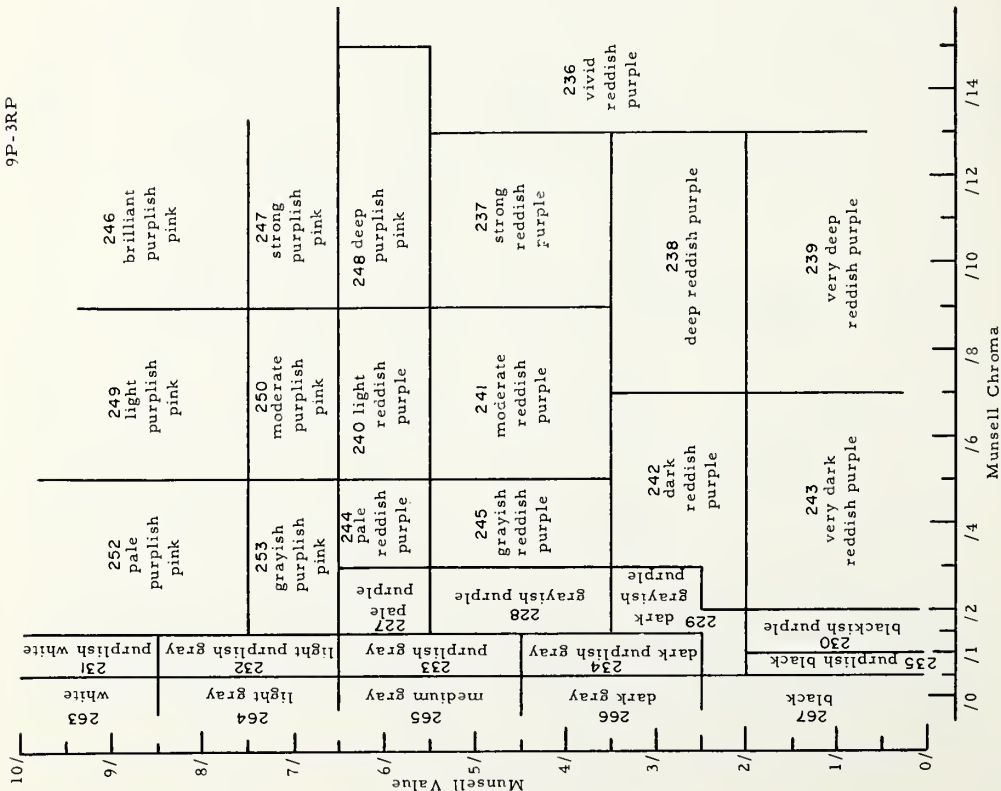 9P-3RP
246
brilliant
purplish
pink
249
light
purplish
pink
252
pale
purplish
pink
231
purplish white
263
white
247
strong
purplish
pink
250
moderate
purplish
pink
253
grayish
purplish
pink
232
light purplish gray
264
light gray
248 deep
purplish
pink
240 light
reddish
purple
244
pale
reddish
purple
227
pale
purple
233
purplish gray
265
medium gray
236
vivid
reddish
purple
237
strong
reddish
purple
241
moderate
reddish
purple
245
grayish
reddish
purple
228
grayish purple
234
dark purplish gray
266
dark gray
238
deep reddish purple
242
dark
reddish
purple
229
dark
grayish
purple
239
very deep
reddish purple
243
very dark
reddish purple
230
blackish purple
235 purplish black
267
black
10/
9/
8/
7/
6/
5/
4/
3/
2/
1/
0/
Munsell Value
/0
/1
/2
/4
/6
/8
/10
/12
/14
Munsell Chroma